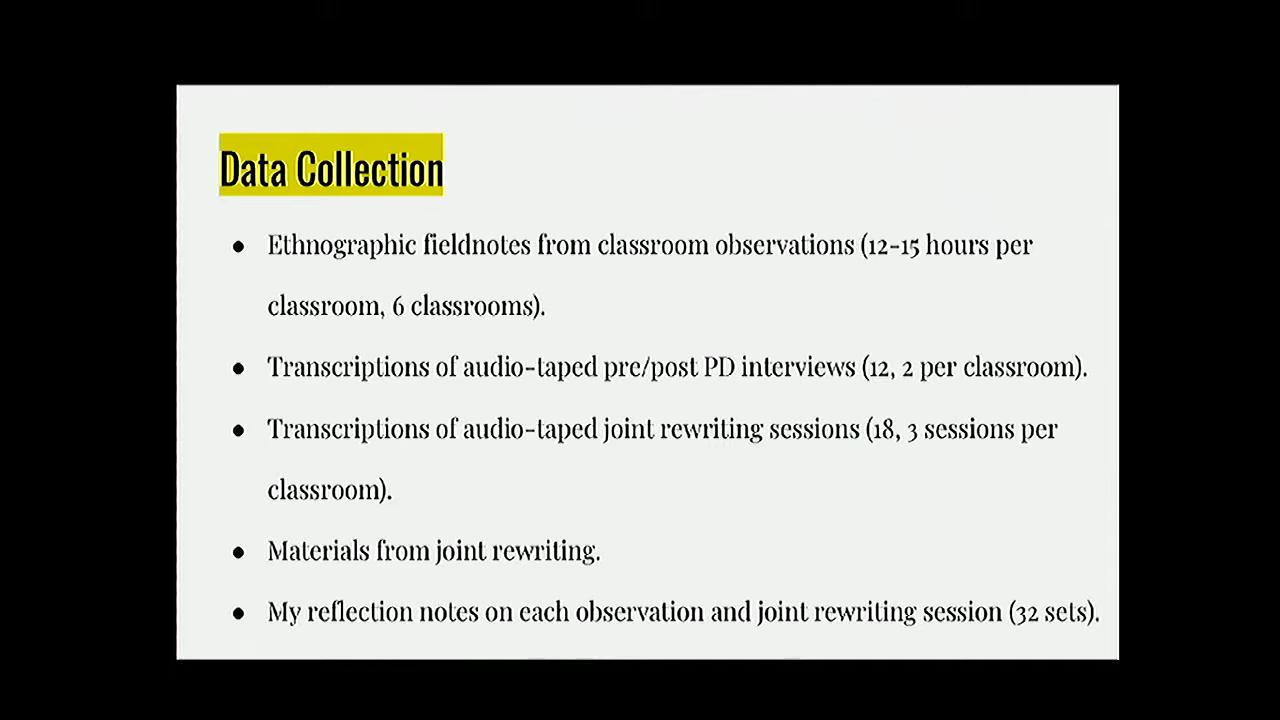 Data Collection
● Ethnographic fieldnotes from classroom observations (12-15 hours per
classroom, 6 classrooms).
● Transcriptions of audio-taped pre/post PD interviews (12, 2 per classroom).
● Transcriptions of audio-taped joint rewriting sessions (18, 3 sessions per
classroom).
● Materials from joint rewriting.
● My reflection notes on each observation and joint rewriting session (32 sets).